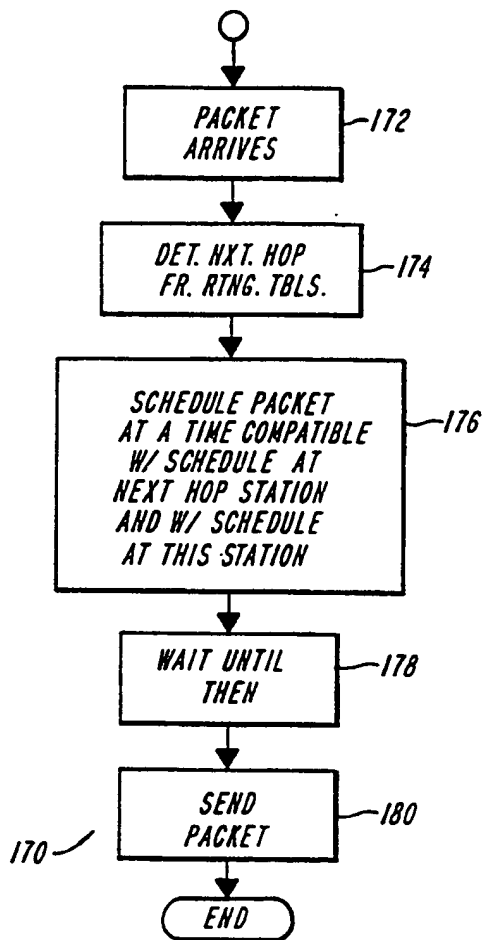 PACKET
ARRIVES
172
DET. NXT. HOP
FR. RTNG. TBLS.
174
SCHEDULE PACKET
AT A TIME COMPATIBLE
W/ SCHEDULE AT
NEXT HOP STATION
AND W/ SCHEDULE
AT THIS STATION
176
WAIT UNTIL
THEN
178
SEND
PACKET
180
170
END